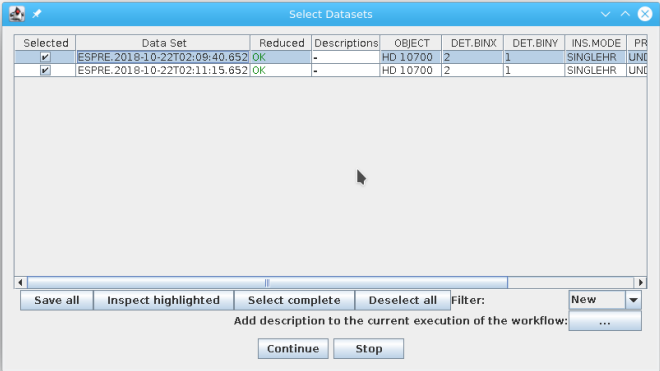 Select Datasets
Selected Data Set Reduced Descriptions OBJECT DET.BINX DET.BINY INS.MODE PR
ESPRE.2018-10-22T02:09:40.652 OK - HD 10700 2 1 SINGLEHR UND
ESPRE.2018-10-22T02:11:15.652 OK - HD 10700 2 1 SINGLEHR UND
Save all Inspect highlighted Select complete Deselect all Filter: New
Add description to the current execution of the workflow: ...
Continue Stop